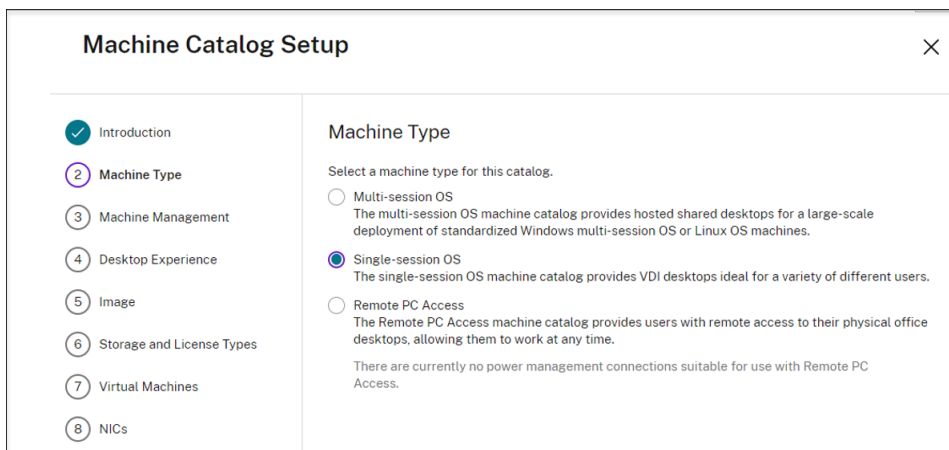 Machine Catalog Setup
Introduction
2 Machine Type
3 Machine Management
4 Desktop Experience
5 Image
6 Storage and License Types
7 Virtual Machines
8 NICs
Machine Type
Select a machine type for this catalog.
Multi-session OS
The multi-session OS machine catalog provides hosted shared desktops for a large-scale
deployment of standardized Windows multi-session OS or Linux OS machines.
Single-session OS
The single-session OS machine catalog provides VDI desktops ideal for a variety of different users.
Remote PC Access
The Remote PC Access machine catalog provides users with remote access to their physical office
desktops, allowing them to work at any time.
There are currently no power management connections suitable for use with Remote PC
Access.